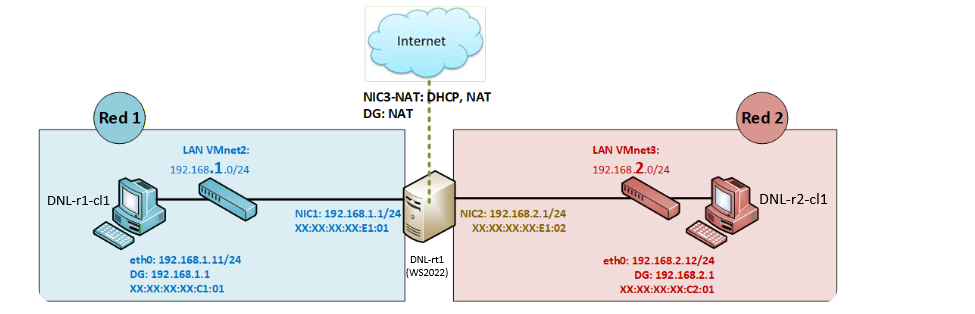 Internet
NIC3-NAT: DHCP, NAT
DG: NAT
Red 1
Red 2
LAN VMnet2:
192.168.1.0/24
LAN VMnet3:
192.168.2.0/24
DNL-r1-cl1
DNL-r2-cl1
NIC1: 192.168.1.1/24
XX:XX:XX:XX:E1:01
NIC2: 192.168.2.1/24
XX:XX:XX:XX:E1:02
DNL-rt1
(WS2022)
eth0: 192.168.1.11/24
DG: 192.168.1.1
XX:XX:XX:XX:C1:01
eth0: 192.168.2.12/24
DG: 192.168.2.1
XX:XX:XX:XX:C2:01